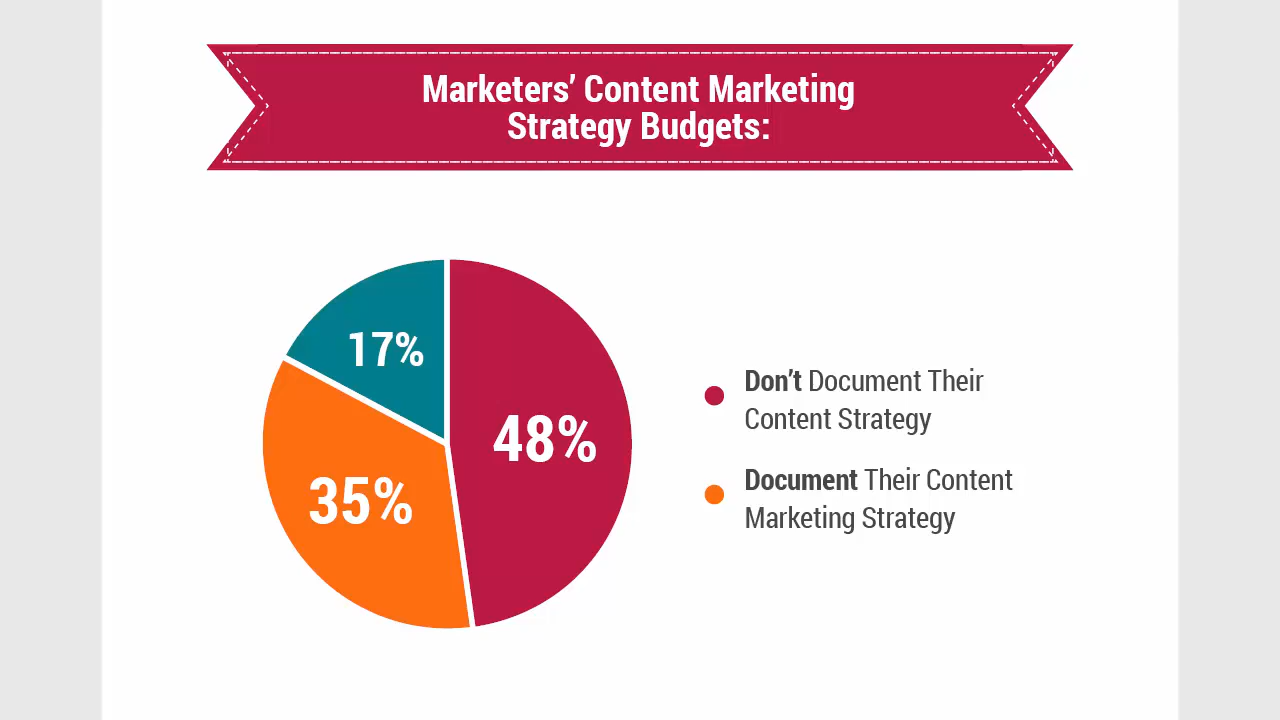 Marketers’ Content Marketing
Strategy Budgets:
17%
48%
35%
Don’t Document Their
Content Strategy
Document Their Content
Marketing Strategy